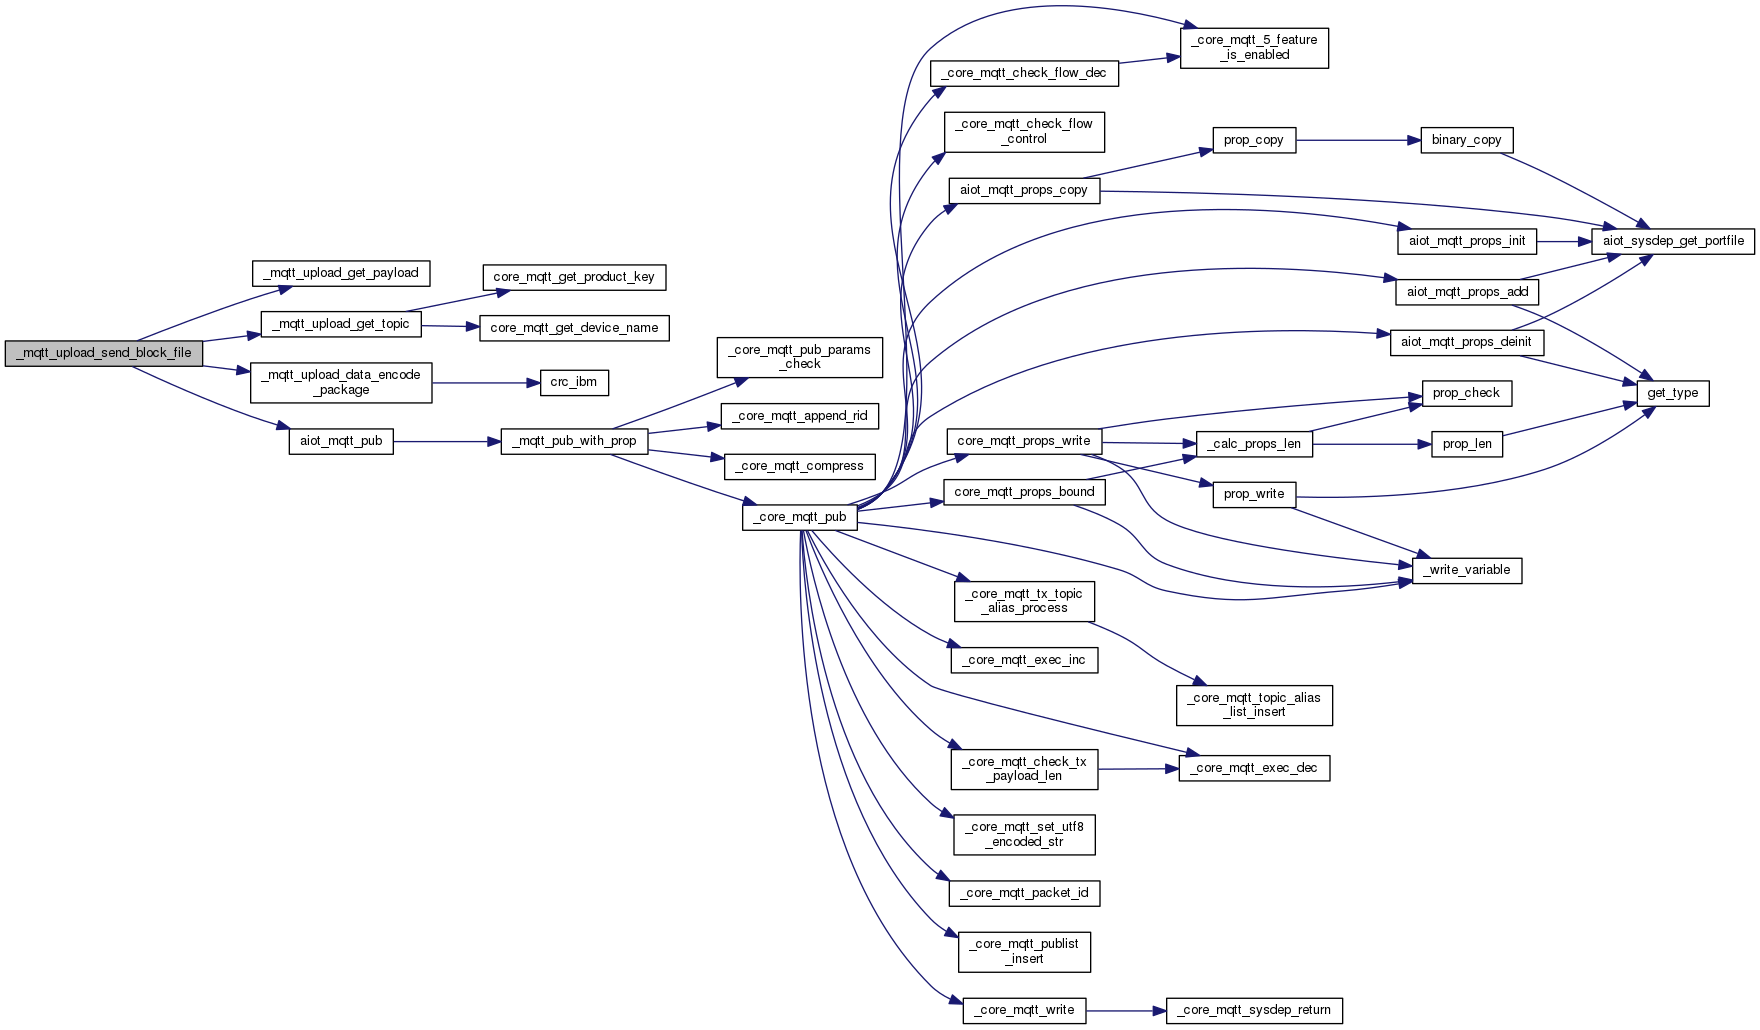 _mqtt_upload_send_block_file
_mqtt_upload_get_payload
_mqtt_upload_get_topic
_mqtt_upload_data_encode
_package
aiot_mqtt_pub
core_mqtt_get_product_key
core_mqtt_get_device_name
crc_ibm
_mqtt_pub_with_prop
_core_mqtt_pub_params
_check
_core_mqtt_append_rid
_core_mqtt_compress
_core_mqtt_pub
_core_mqtt_5_feature
_is_enabled
_core_mqtt_check_flow_dec
_core_mqtt_check_flow
_control
aiot_mqtt_props_copy
prop_copy
binary_copy
aiot_sysdep_get_portfile
aiot_mqtt_props_init
aiot_mqtt_props_add
aiot_mqtt_props_deinit
get_type
core_mqtt_props_write
prop_check
_calc_props_len
prop_len
core_mqtt_props_bound
prop_write
_write_variable
_core_mqtt_tx_topic
_alias_process
_core_mqtt_exec_inc
_core_mqtt_topic_alias
_list_insert
_core_mqtt_check_tx
_payload_len
_core_mqtt_exec_dec
_core_mqtt_set_utf8
_encoded_str
_core_mqtt_packet_id
_core_mqtt_publist
_insert
_core_mqtt_write
_core_mqtt_sysdep_return